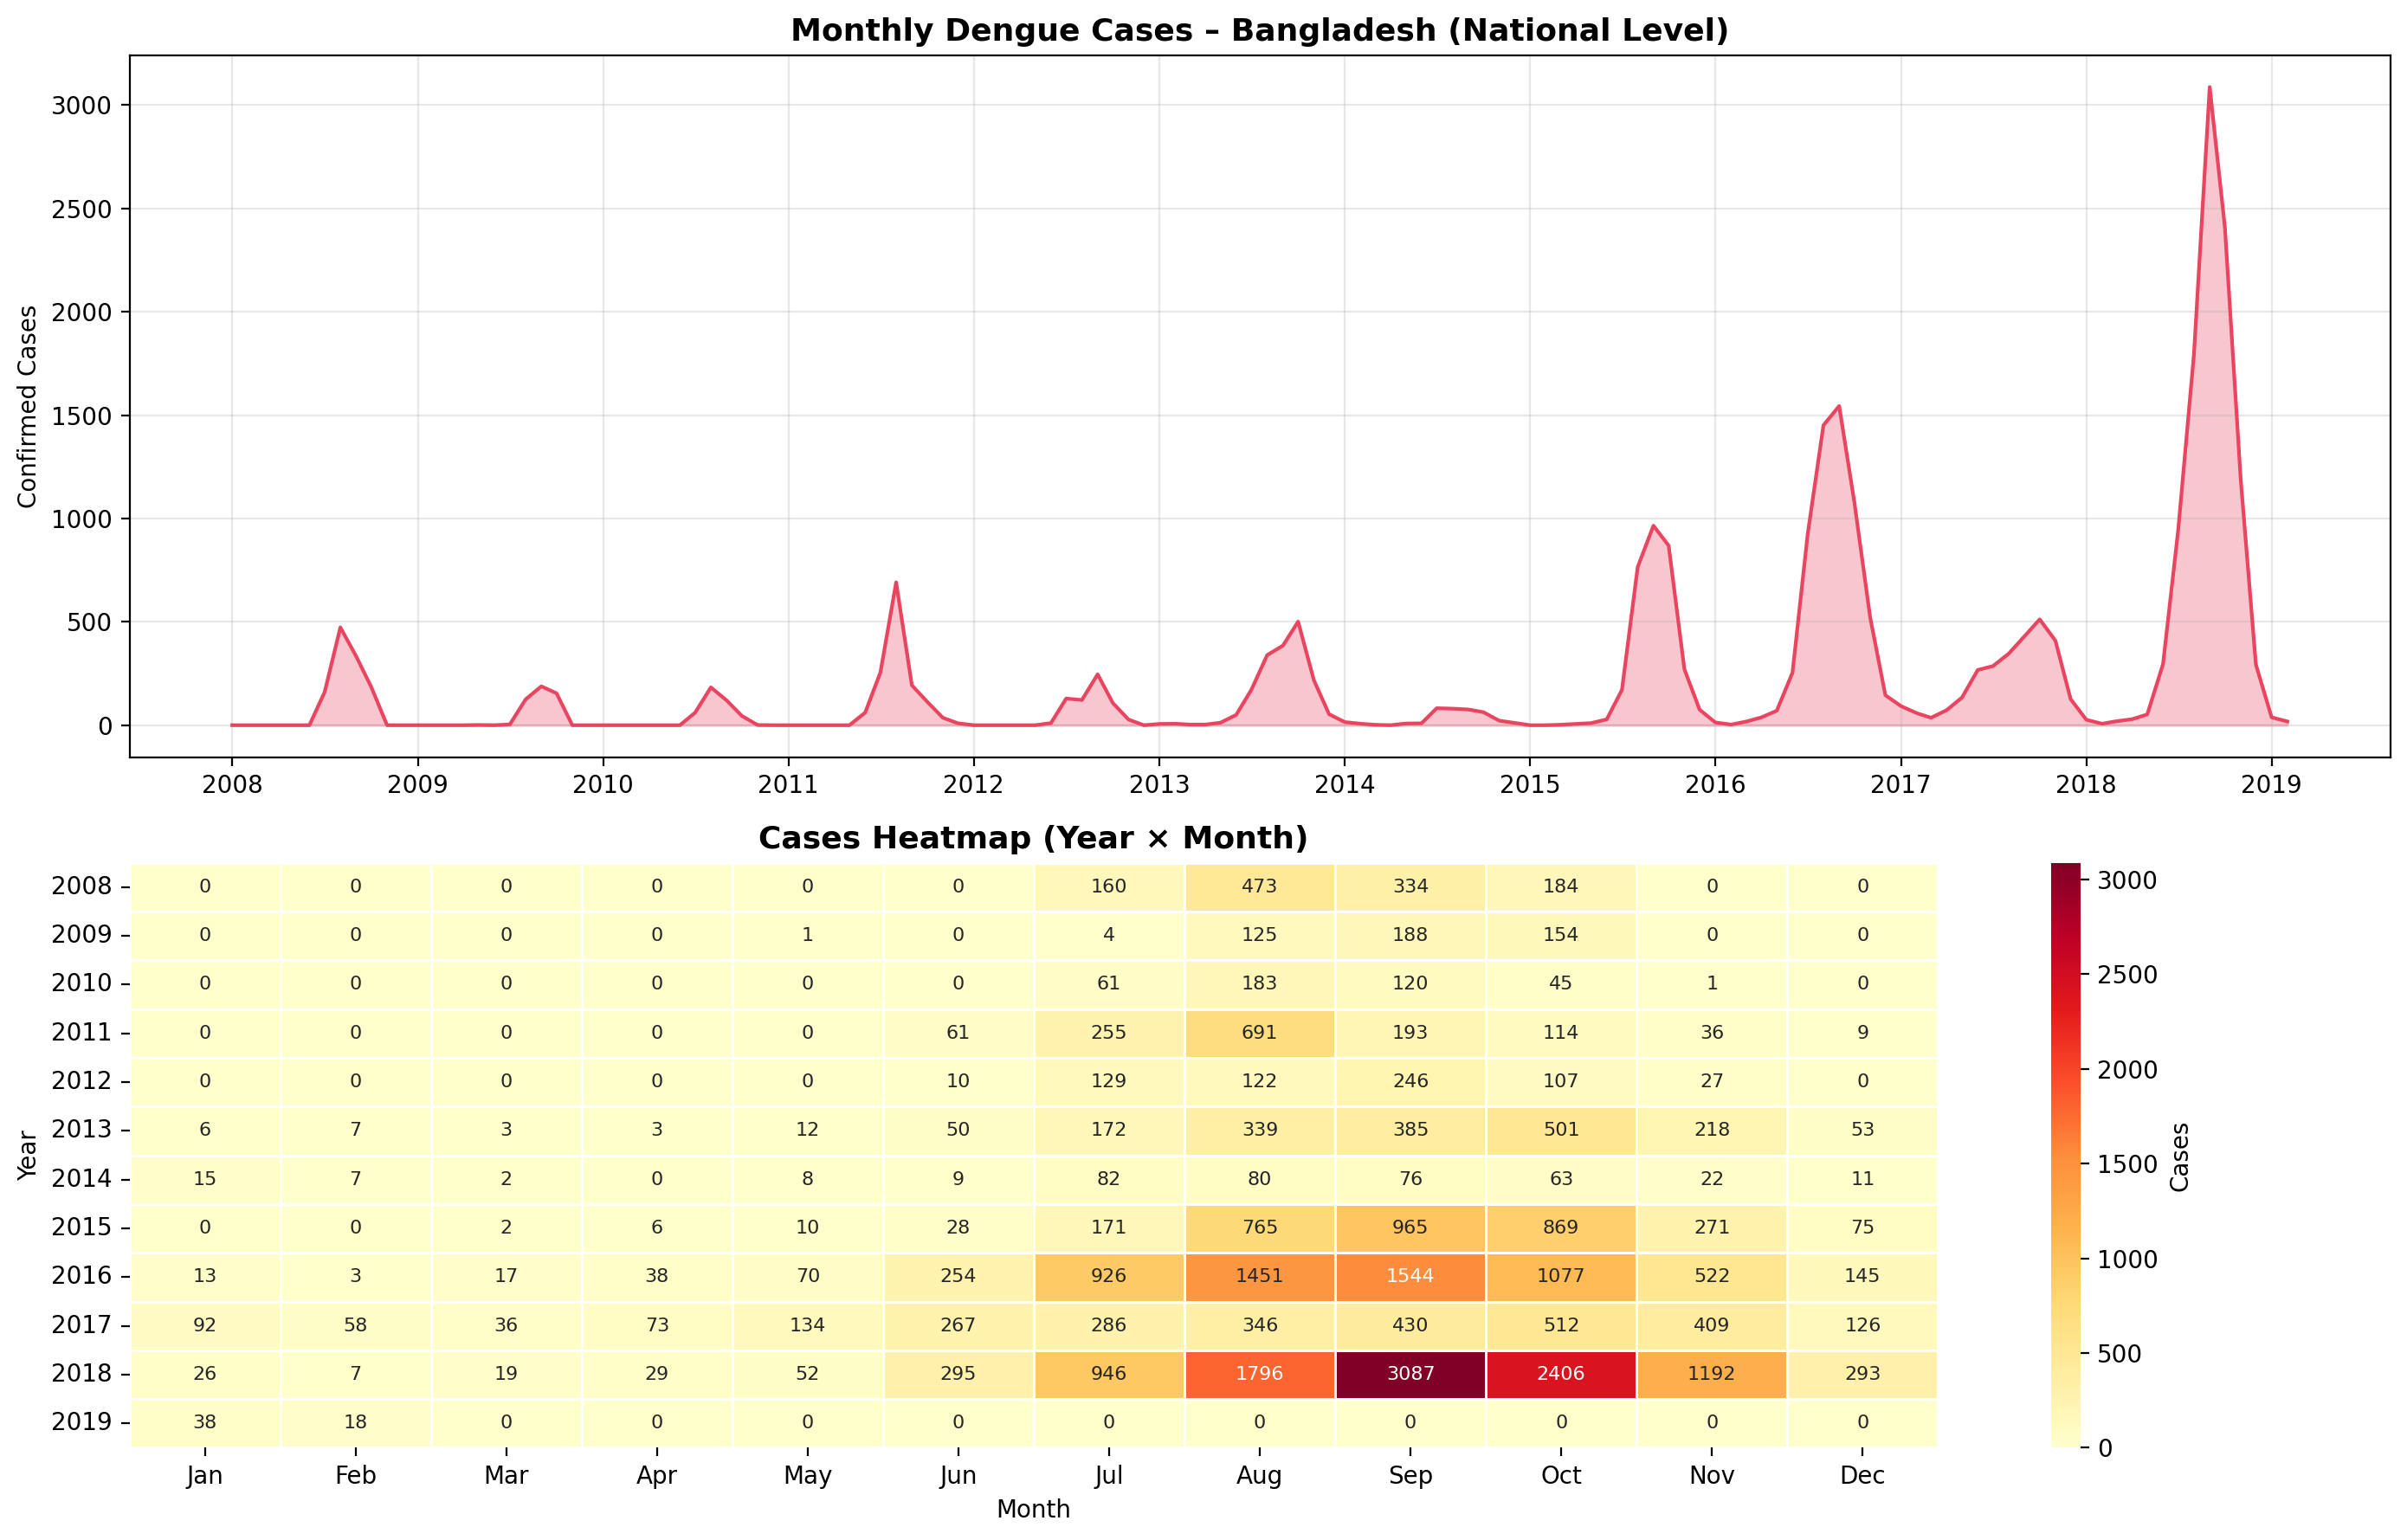 Monthly Dengue Cases – Bangladesh (National Level)
Confirmed Cases
3000
2500
2000
1500
1000
500
0
2008 2009 2010 2011 2012 2013 2014 2015 2016 2017 2018 2019
Cases Heatmap (Year × Month)
Year
2008 0 0 0 0 0 0 160 473 334 184 0 0
2009 0 0 0 0 1 0 4 125 188 154 0 0
2010 0 0 0 0 0 0 61 183 120 45 1 0
2011 0 0 0 0 0 61 255 691 193 114 36 9
2012 0 0 0 0 0 10 129 122 246 107 27 0
2013 6 7 3 3 12 50 172 339 385 501 218 53
2014 15 7 2 0 8 9 82 80 76 63 22 11
2015 0 0 2 6 10 28 171 765 965 869 271 75
2016 13 3 17 38 70 254 926 1451 1544 1077 522 145
2017 92 58 36 73 134 267 286 346 430 512 409 126
2018 26 7 19 29 52 295 946 1796 3087 2406 1192 293
2019 38 18 0 0 0 0 0 0 0 0 0 0
Jan Feb Mar Apr May Jun Jul Aug Sep Oct Nov Dec
Month
3000
2500
2000
1500
1000
500
0
Cases